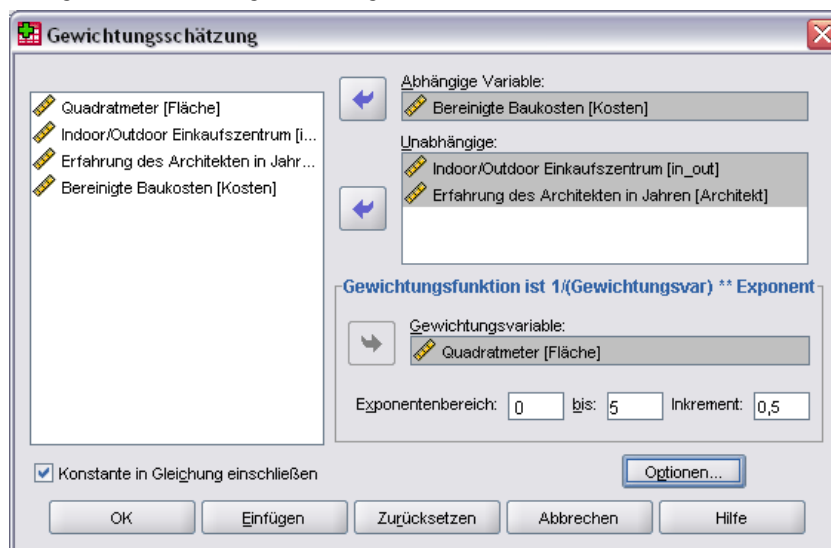 Gewichtungsschätzung
Quadratmeter [Fläche]
Indoor/Outdoor Einkaufszentrum [i...
Erfahrung des Architekten in Jahr...
Bereinigte Baukosten [Kosten]
Abhängige Variable:
Bereinigte Baukosten [Kosten]
Unabhängige:
Indoor/Outdoor Einkaufszentrum [in_out]
Erfahrung des Architekten in Jahren [Architekt]
Gewichtungsfunktion ist 1/(Gewichtungsvar) ** Exponent
Gewichtungsvariable:
Quadratmeter [Fläche]
Exponentenbereich: 0 bis: 5 Inkrement: 0,5
Konstante in Gleichung einschließen
Optionen...
OK Einfügen Zurücksetzen Abbrechen Hilfe